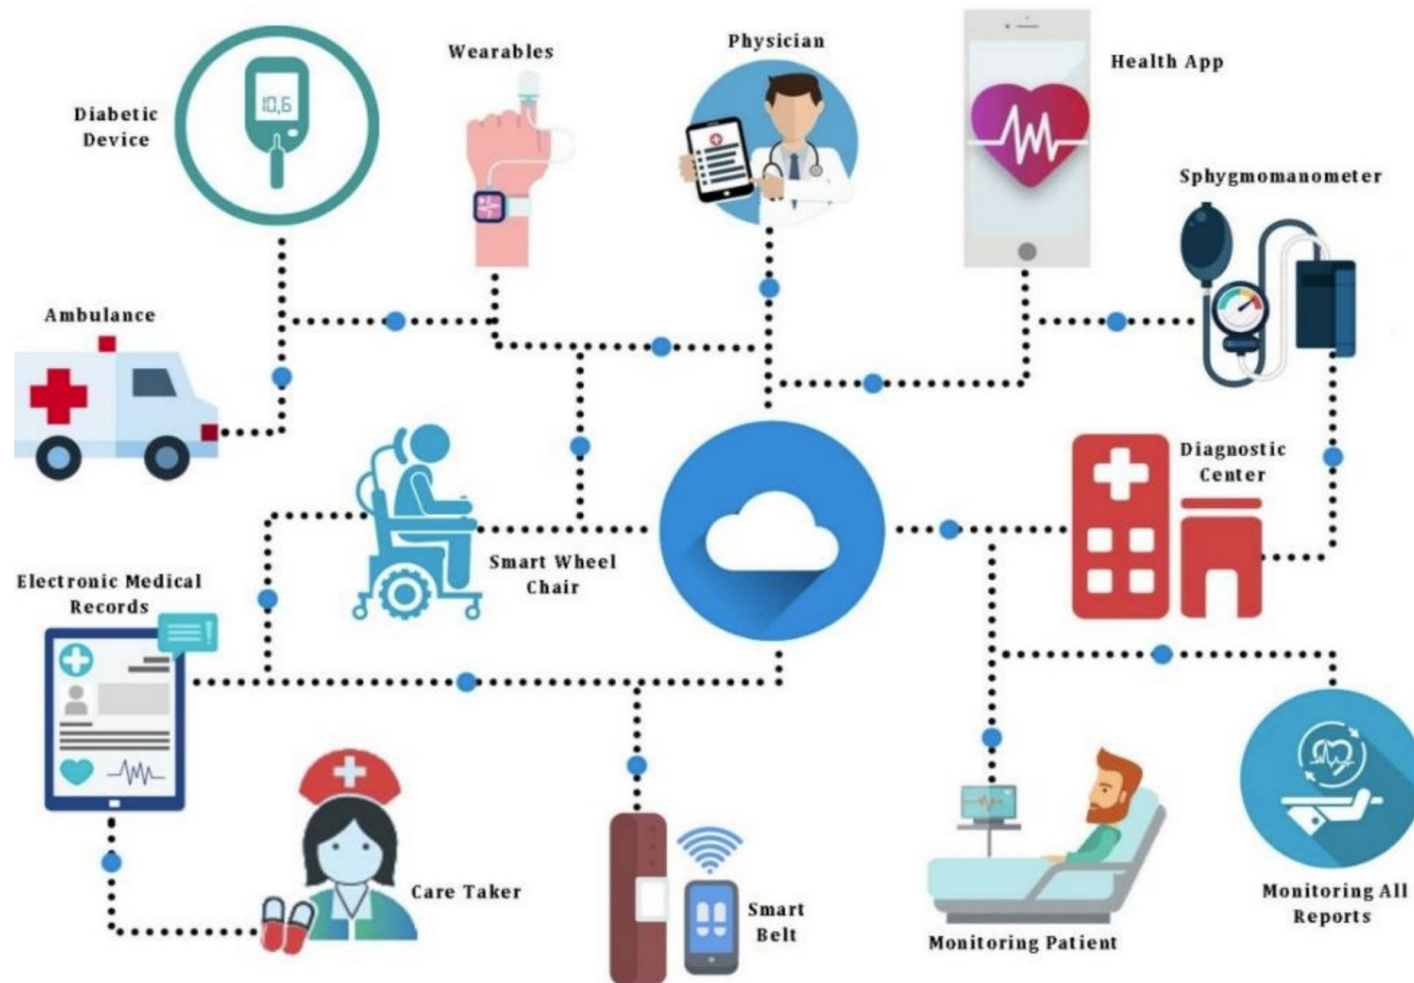 Diabetic
Device
10,6
Wearables
Physician
Health App
Sphygmomanometer
Ambulance
Diagnostic
Center
Smart Wheel
Chair
Electronic Medical
Records
!
Care Taker
Smart
Belt
Monitoring Patient
Monitoring All
Reports